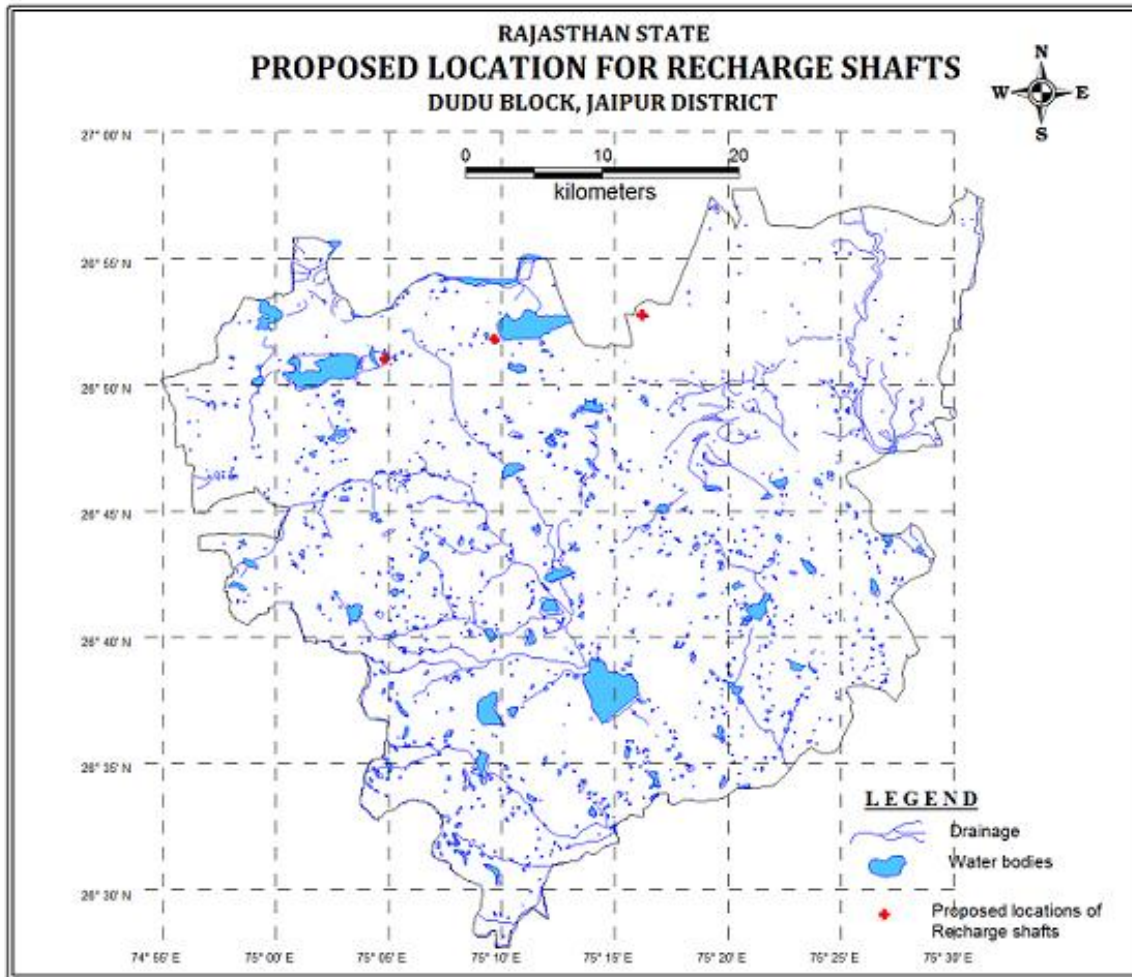 RAJASTHAN STATE
PROPOSED LOCATION FOR RECHARGE SHAFTS
DUDU BLOCK, JAIPUR DISTRICT
N
W E
S
27° 00' N
0 10 20
kilometers
26° 55' N
26° 50' N
26° 45' N
26° 40' N
26° 35' N
26° 30' N
LEGEND
Drainage
Water bodies
Proposed locations of
Recharge shafts
74° 55' E 75° 00' E 75° 05' E 75° 10' E 75° 15' E 75° 20' E 75° 25' E 75° 30' E